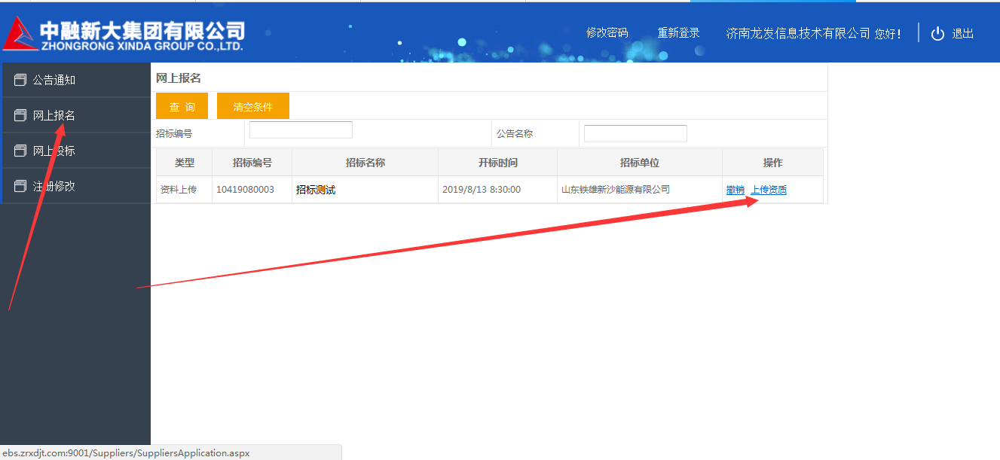 中融新大集团有限公司
ZHONGRONG XINDA GROUP CO.,LTD.
修改密码 重新登录 济南龙发信息技术有限公司 您好! 退出
公告通知
网上报名
网上投标
注册修改
网上报名
查 询 清空条件
招标编号 公告名称
类型 招标编号 招标名称 开标时间 招标单位 操作
资料上传 10419080003 招标测试 2019/8/13 8:30:00 山东铁雄新沙能源有限公司 撤销 上传资质
ebs.zrxdjt.com:9001/Suppliers/SuppliersApplication.aspx